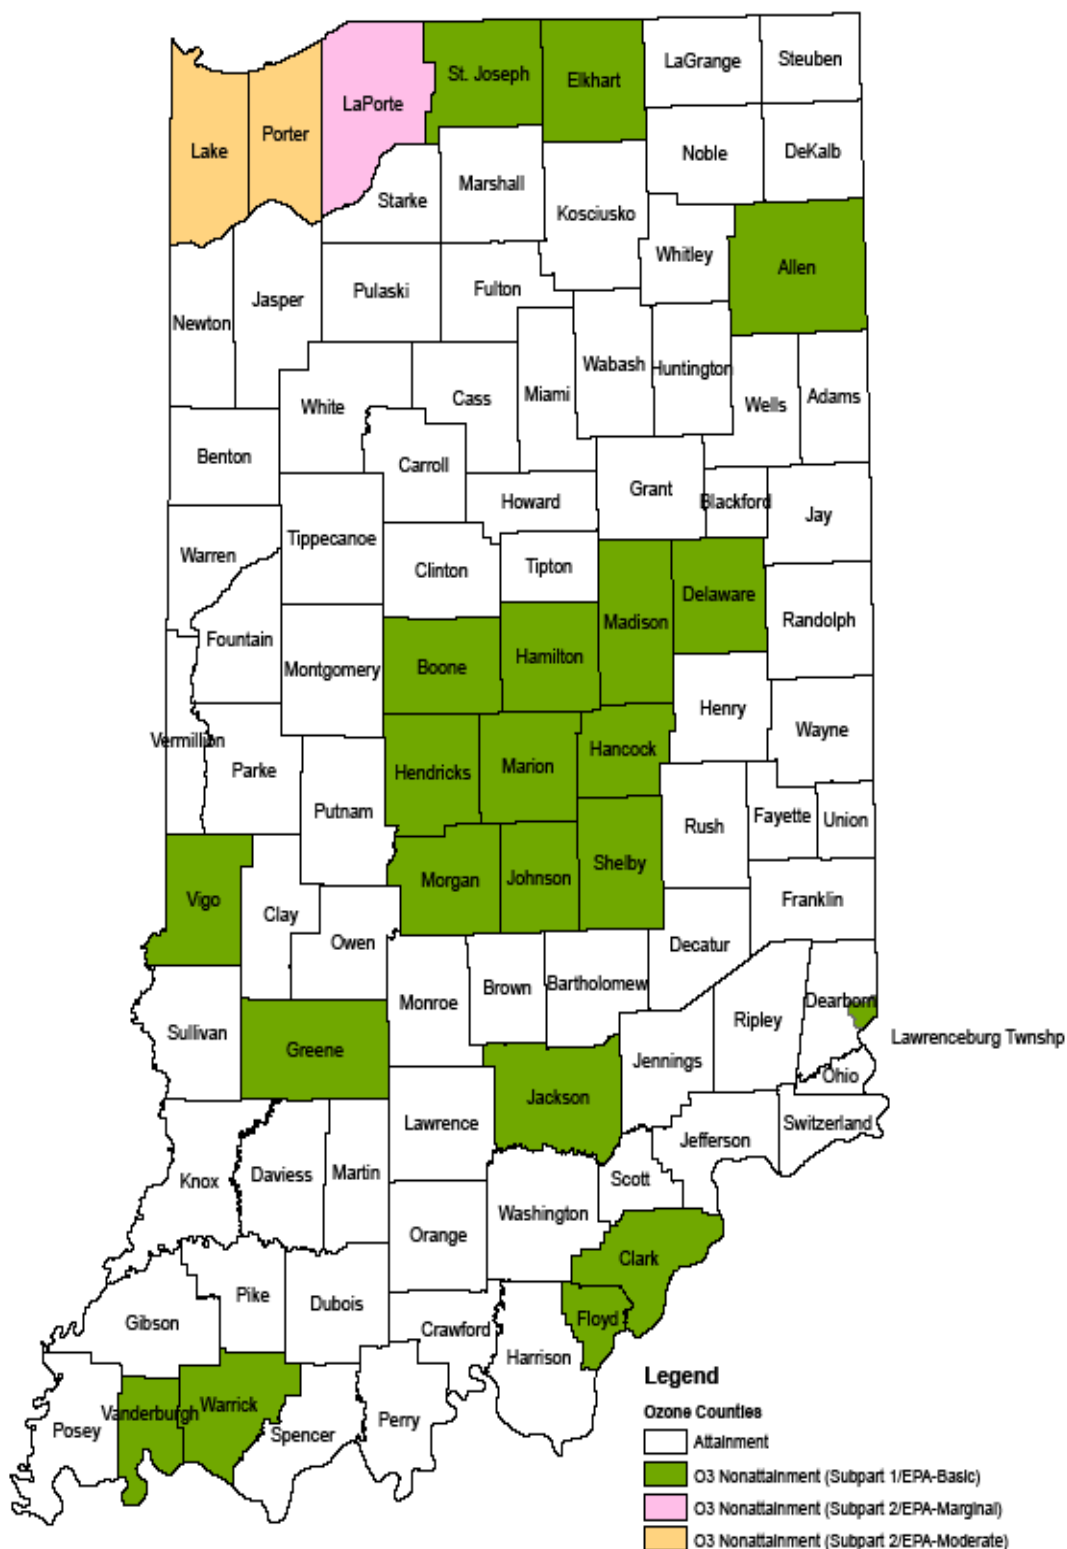 LaGrange
Steuben
St. Joseph
Elkhart
LaPorte
Porter
Lake
Noble
DeKalb
Marshall
Starke
Kosciusko
Whitley
Allen
Pulaski
Fulton
Jasper
Newton
Wabash
Huntington
Miami
Cass
White
Wells
Adams
Benton
Carroll
Howard
Grant
Blackford
Jay
Tippecanoe
Warren
Clinton
Tipton
Delaware
Madison
Randolph
Fountain
Montgomery
Boone
Hamilton
Henry
Wayne
Vermillion
Parke
Hendricks
Marion
Hancock
Putnam
Rush
Fayette
Union
Vigo
Clay
Morgan
Johnson
Shelby
Franklin
Owen
Decatur
Monroe
Brown
Bartholomew
Dearborn
Ripley
Sullivan
Greene
Lawrenceburg Twnshp
Jennings
Ohio
Jackson
Lawrence
Switzerland
Jefferson
Knox
Daviess
Martin
Scott
Washington
Orange
Clark
Pike
Dubois
Gibson
Floyd
Crawford
Harrison
Posey
Vanderburgh
Warrick
Spencer
Perry
Legend
Ozone Counties
Attainment
O3 Nonattainment (Subpart 1/EPA-Basic)
O3 Nonattainment (Subpart 2/EPA-Marginal)
O3 Nonattainment (Subpart 2/EPA-Moderate)